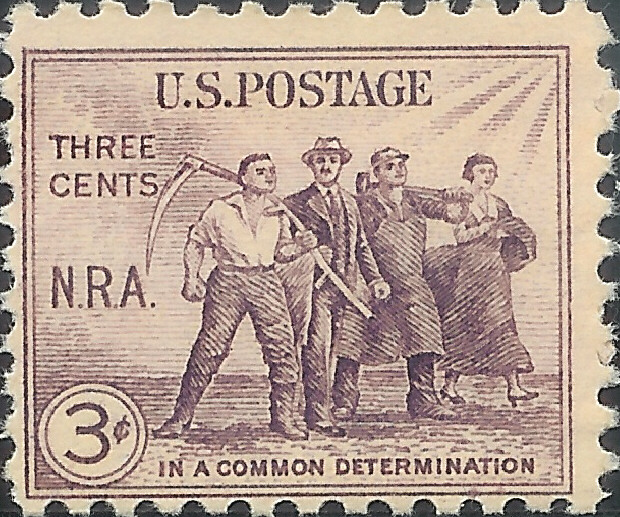 U.S.POSTAGE
THREE
CENTS
N.R.A.
3¢
IN A COMMON DETERMINATION